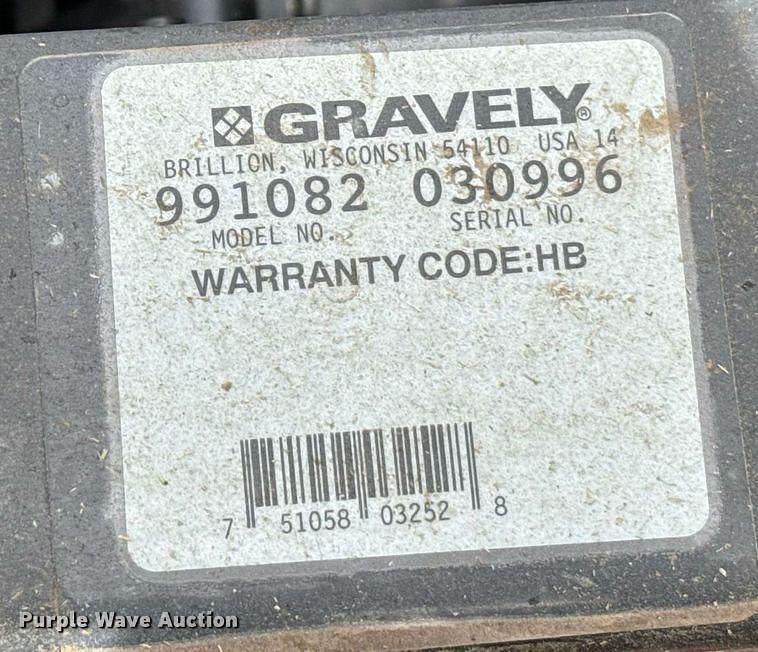 GRAVELY®
BRILLION, WISCONSIN 54110 USA 14
991082 030996
MODEL NO. SERIAL NO.
WARRANTY CODE:HB
7 51058 03252 8
Purple Wave Auction